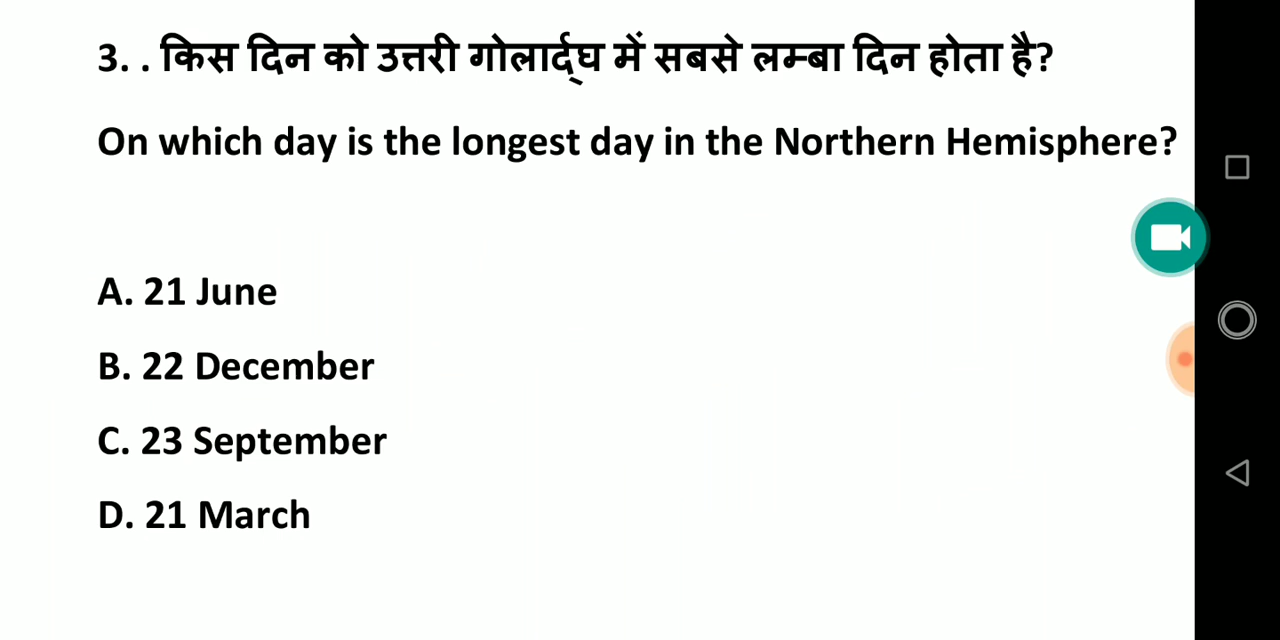 3. . किस दिन को उत्तरी गोलार्द्घ में सबसे लम्बा दिन होता है?
On which day is the longest day in the Northern Hemisphere?
A. 21 June
B. 22 December
C. 23 September
D. 21 March